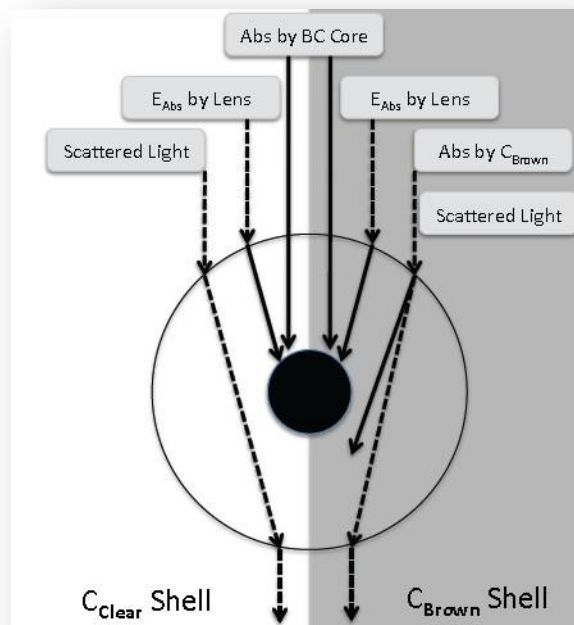 Abs by BC Core
E_Abs by Lens
E_Abs by Lens
Scattered Light
Abs by C_Brown
Scattered Light
C_Clear Shell
C_Brown Shell